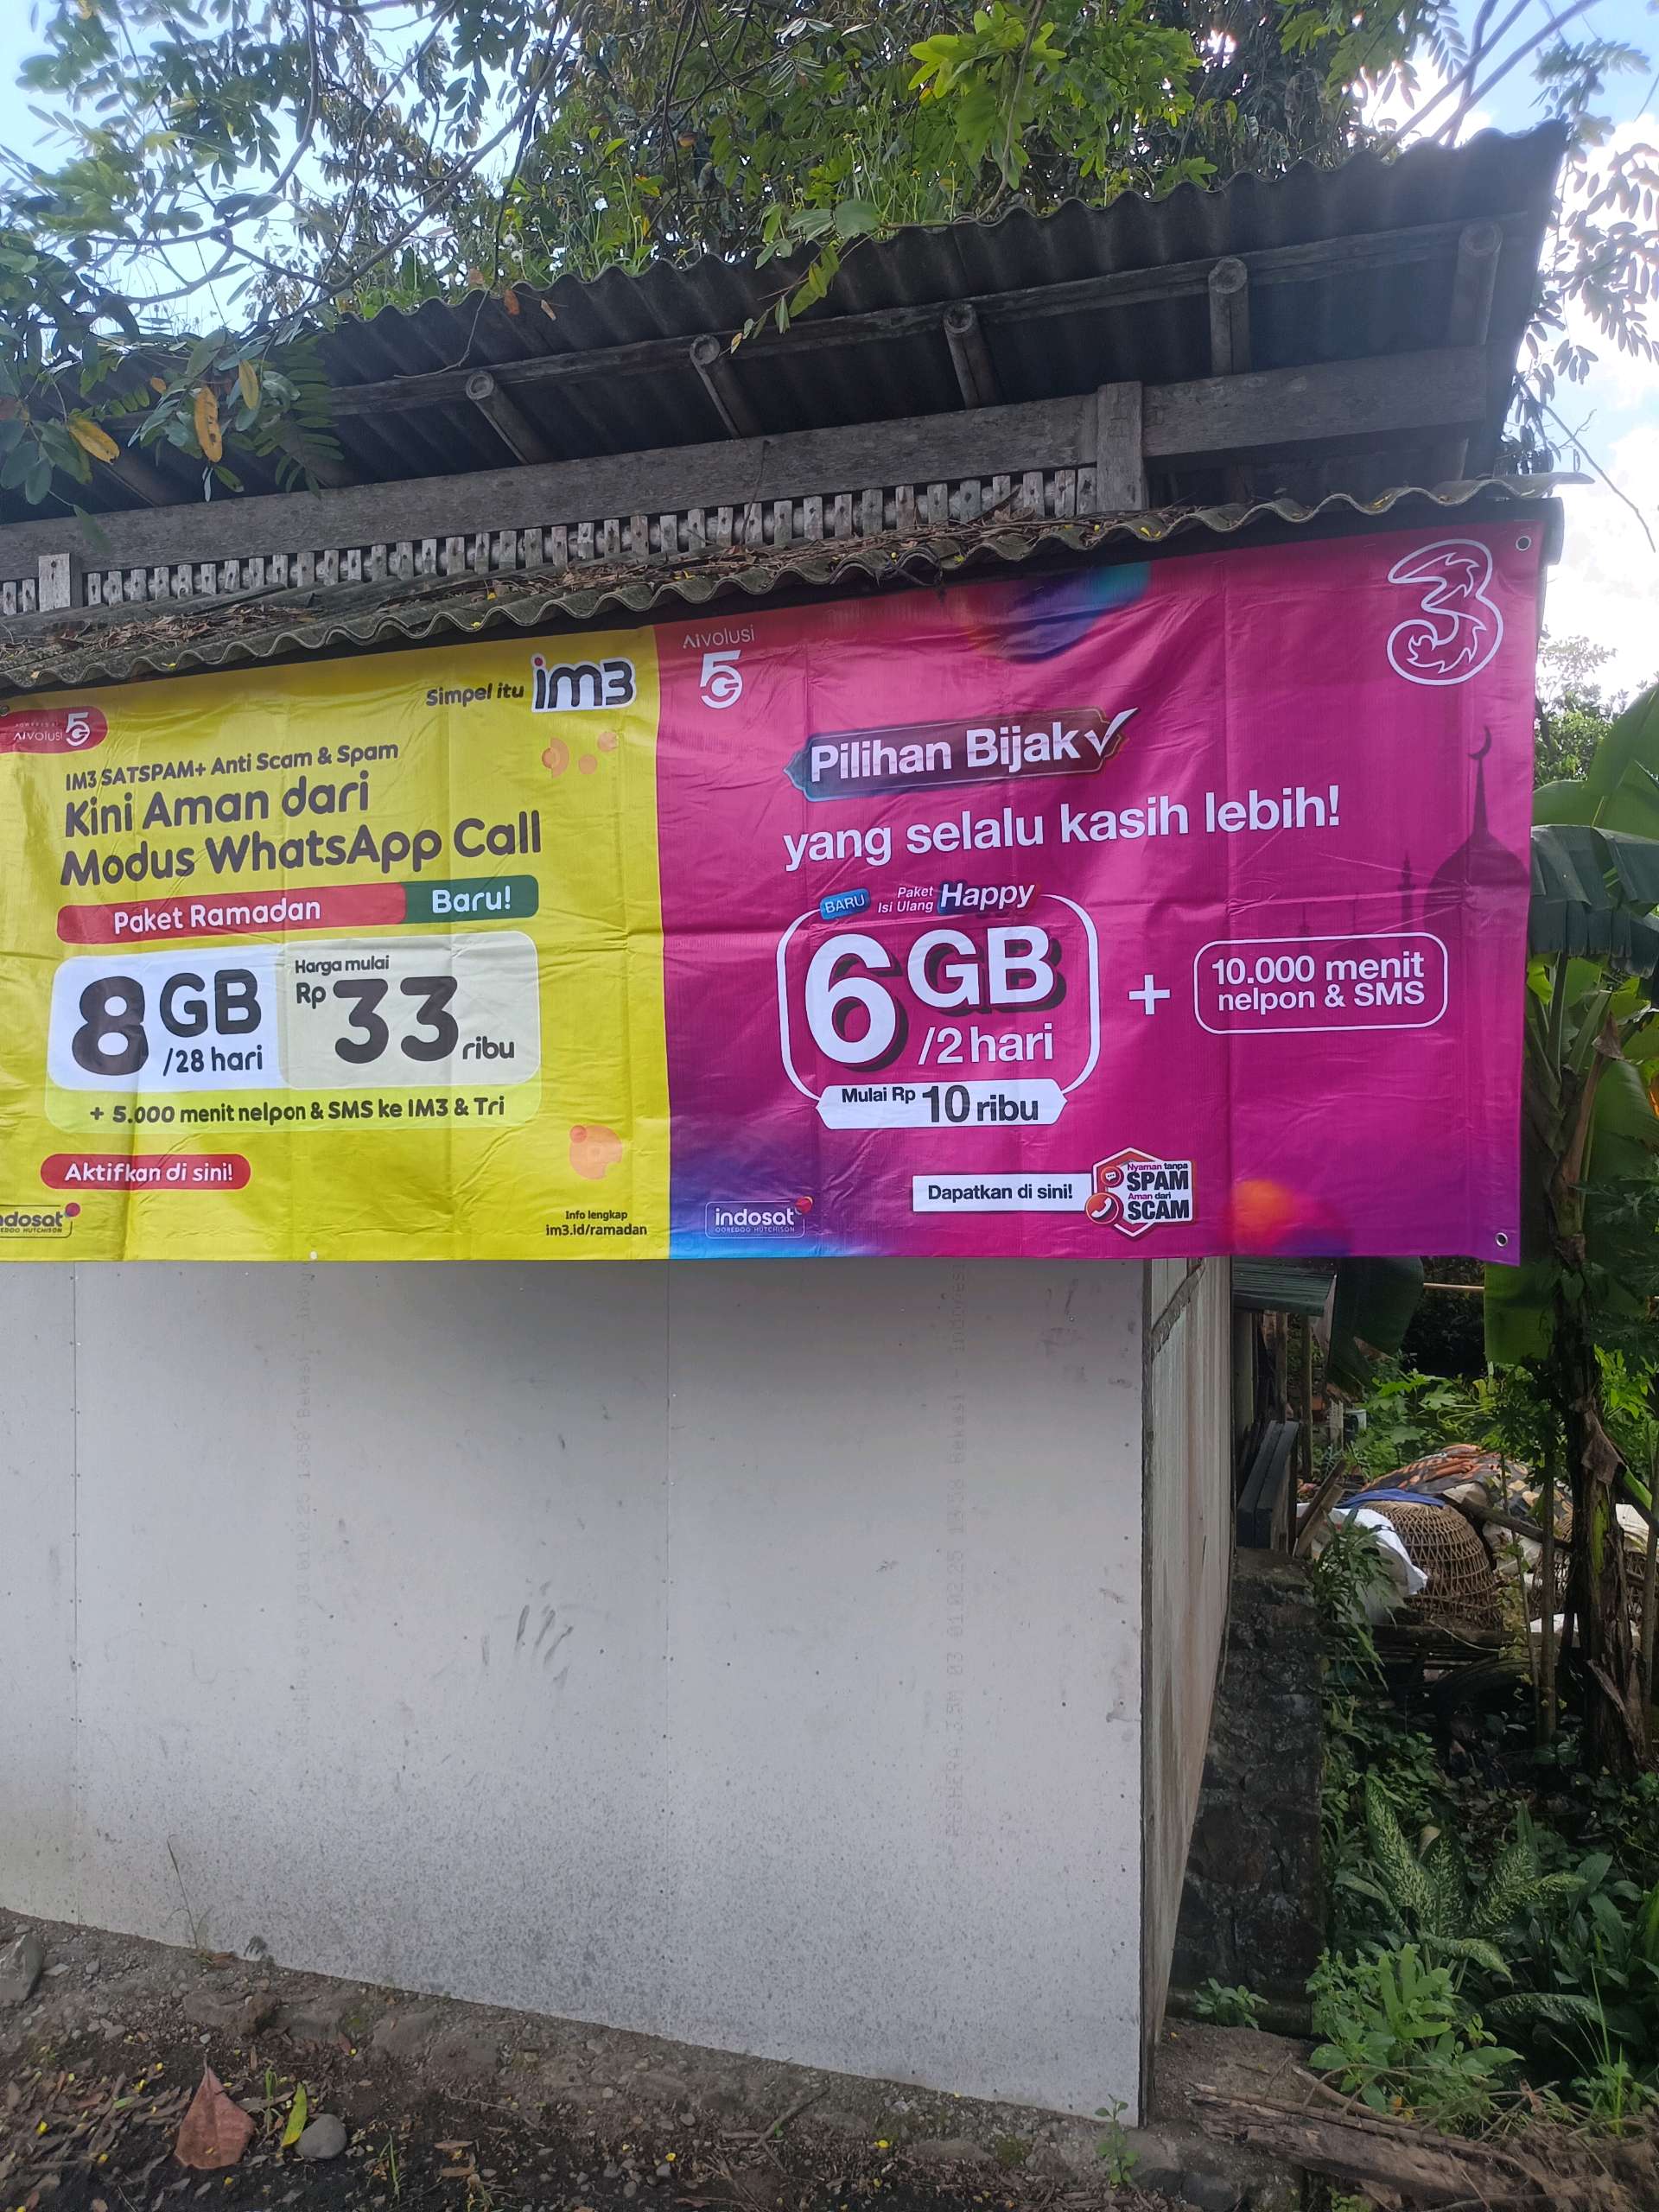 AIvolusi 5G
Simpel itu im3
IM3 SATSPAM+ Anti Scam & Spam
Kini Aman dari
Modus WhatsApp Call
Paket Ramadan Baru!
8 GB /28 hari
Harga mulai
Rp 33 ribu
+ 5.000 menit nelpon & SMS ke IM3 & Tri
Aktifkan di sini!
indosat
OOREDOO HUTCHISON
Info lengkap
im3.id/ramadan
AIvolusi
5G
3
Pilihan Bijak
yang selalu kasih lebih!
BARU Paket Isi Ulang Happy
6 GB
/2 hari
Mulai Rp 10 ribu
+
10.000 menit
nelpon & SMS
Dapatkan di sini!
Nyaman tanpa
SPAM
Aman dari
SCAM
indosat
OOREDOO HUTCHISON